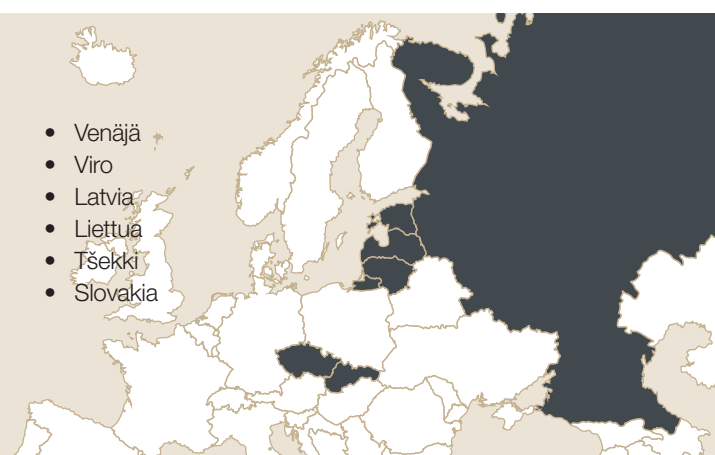 • Venäjä
• Viro
• Latvia
• Liettua
• Tšekki
• Slovakia